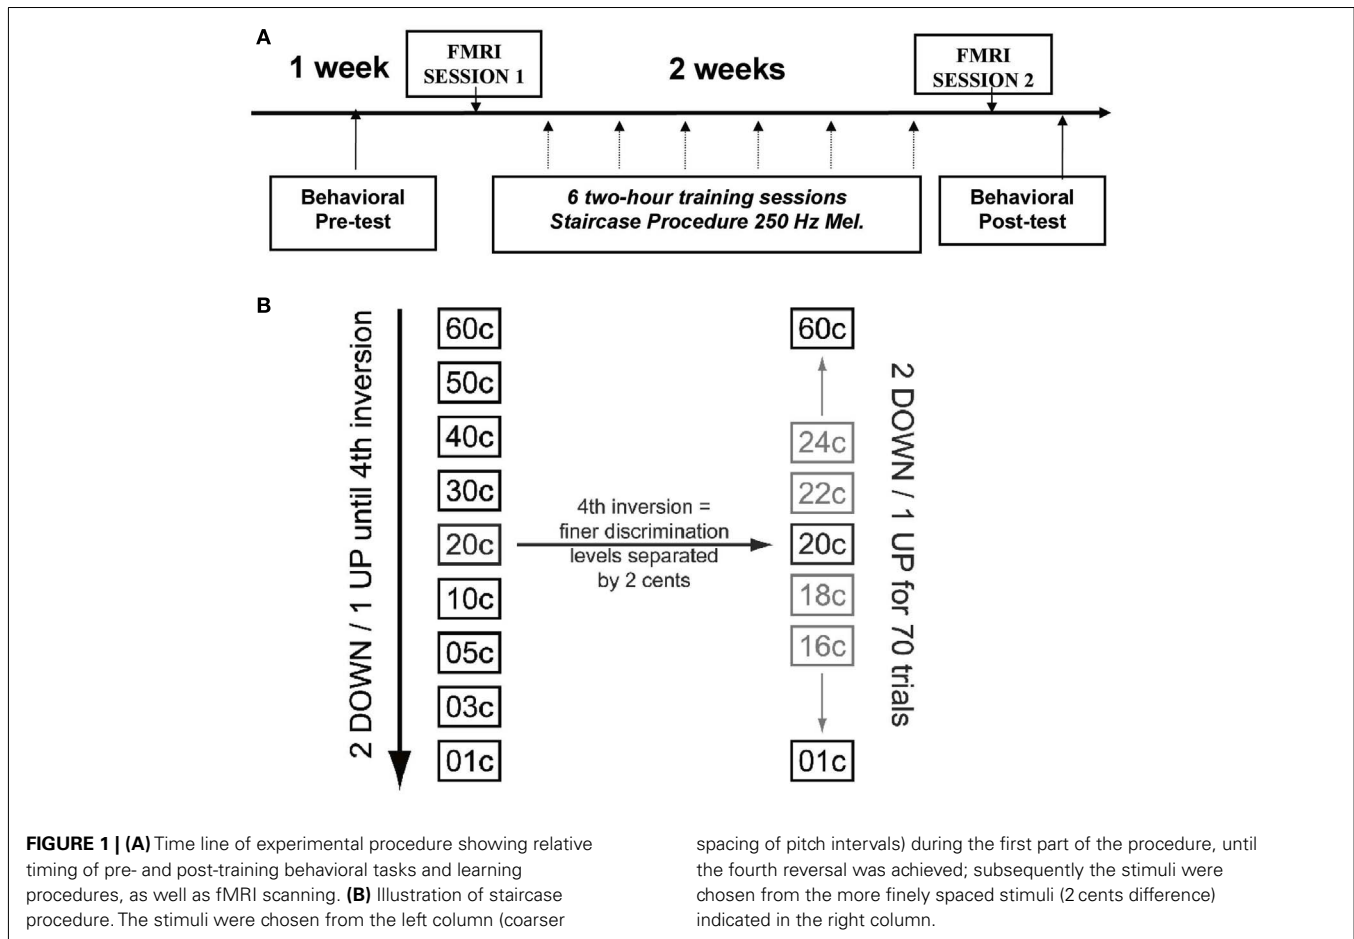 A
1 week
FMRI
SESSION 1
2 weeks
FMRI
SESSION 2
Behavioral
Pre-test
6 two-hour training sessions
Staircase Procedure 250 Hz Mel.
Behavioral
Post-test
B
2 DOWN / 1 UP until 4th inversion
60c
50c
40c
30c
20c
10c
05c
03c
01c
4th inversion =
finer discrimination
levels separated
by 2 cents
60c
24c
22c
20c
18c
16c
01c
2 DOWN / 1 UP for 70 trials
FIGURE 1 | (A) Time line of experimental procedure showing relative
timing of pre- and post-training behavioral tasks and learning
procedures, as well as fMRI scanning. (B) Illustration of staircase
procedure. The stimuli were chosen from the left column (coarser
spacing of pitch intervals) during the first part of the procedure, until
the fourth reversal was achieved; subsequently the stimuli were
chosen from the more finely spaced stimuli (2 cents difference)
indicated in the right column.